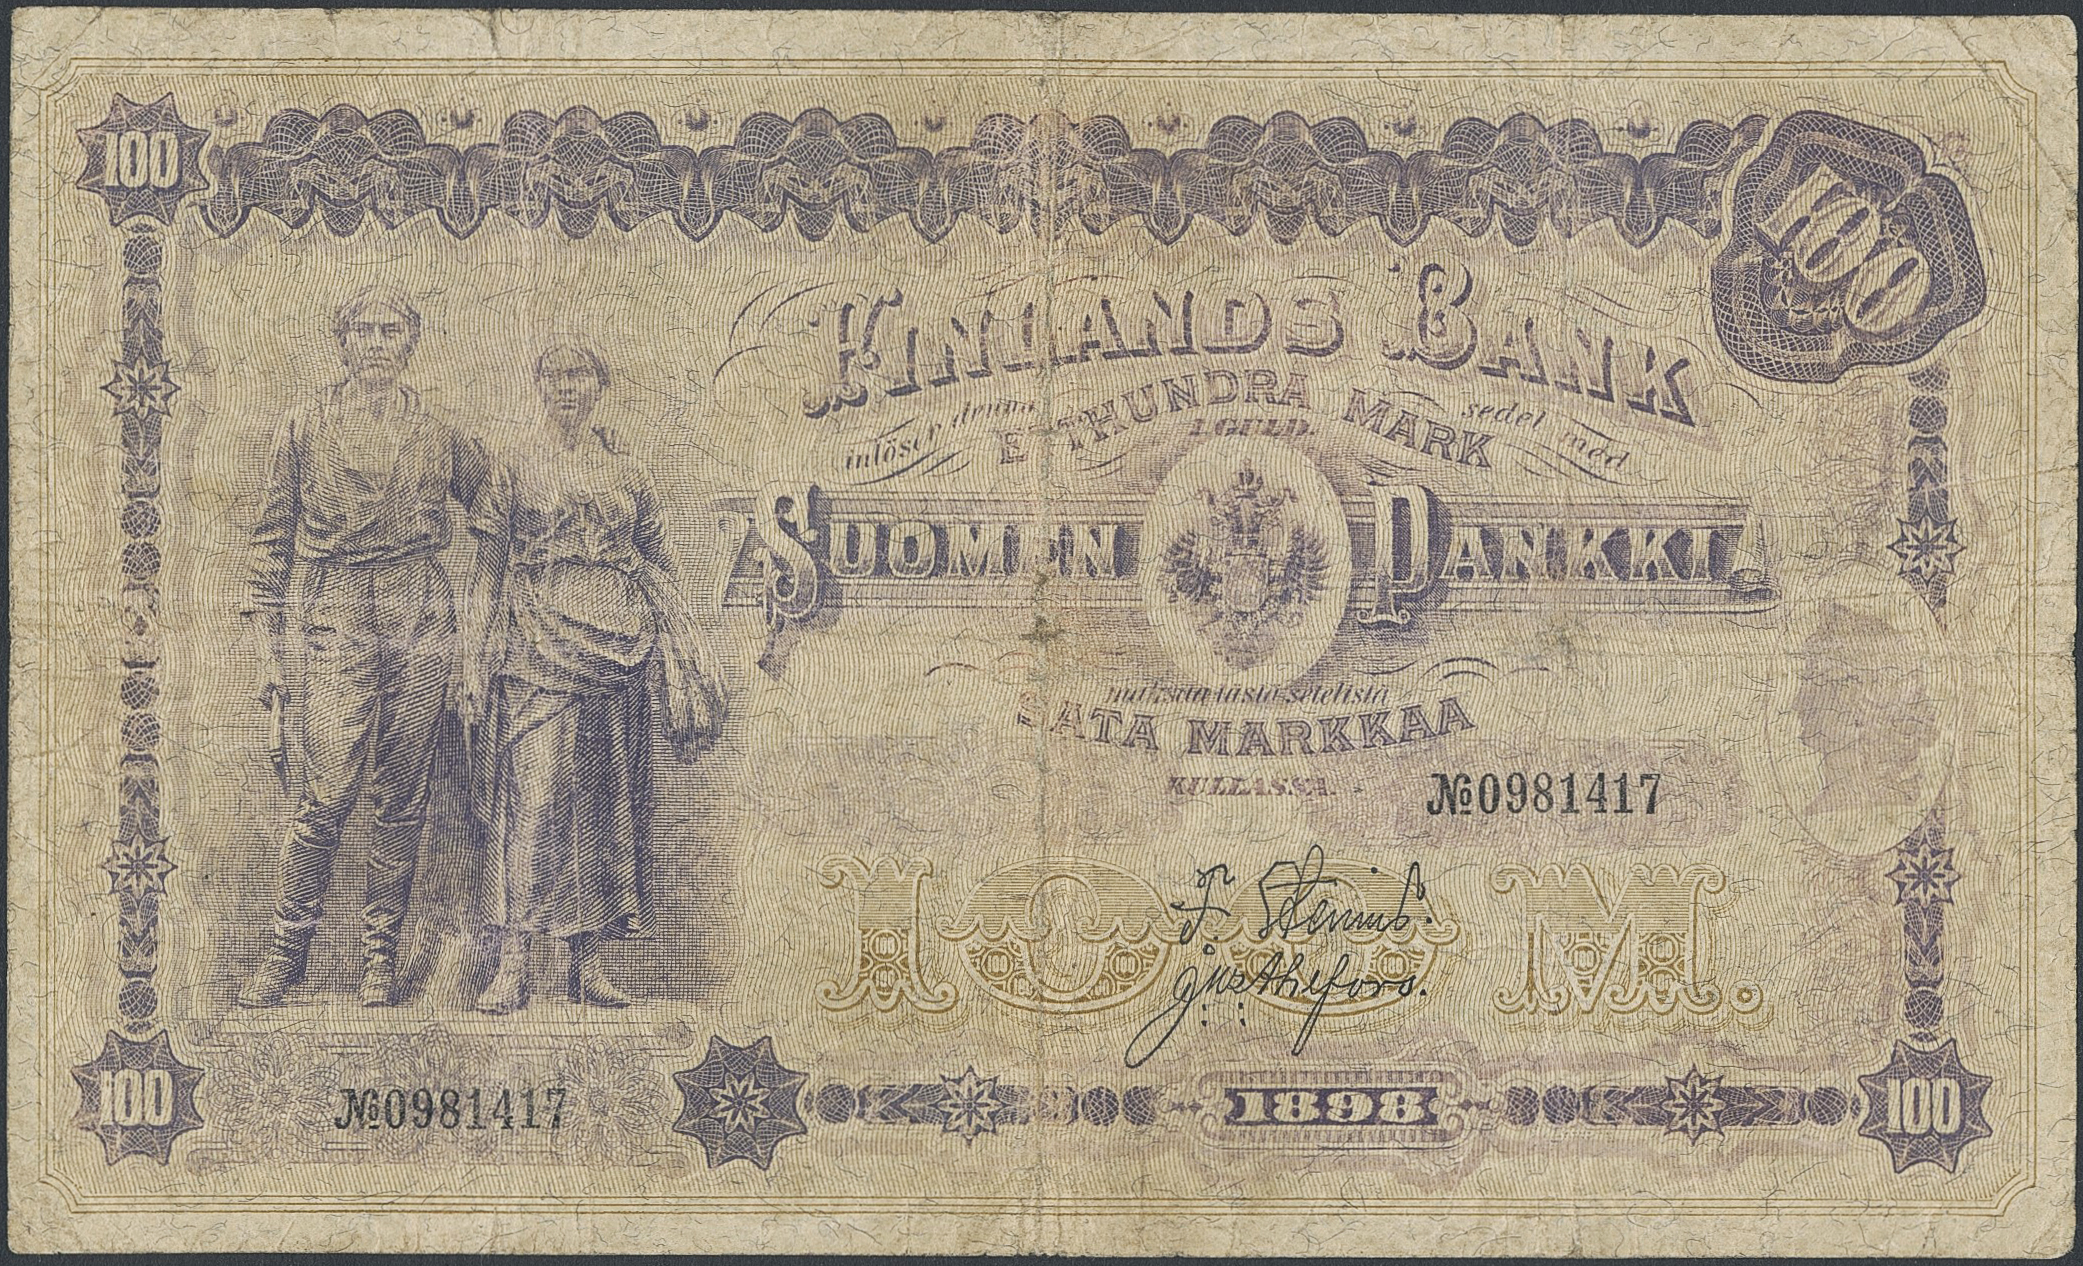 100
100
FINLANDS BANK
inlöser denna sedel med
ETTHUNDRA MARK
I GULD.
SUOMEN PANKKI
maksaa tästä setelistä
SATA MARKKAA
KULLASSA.
№0981417
100 M.
№0981417
100
1898
100